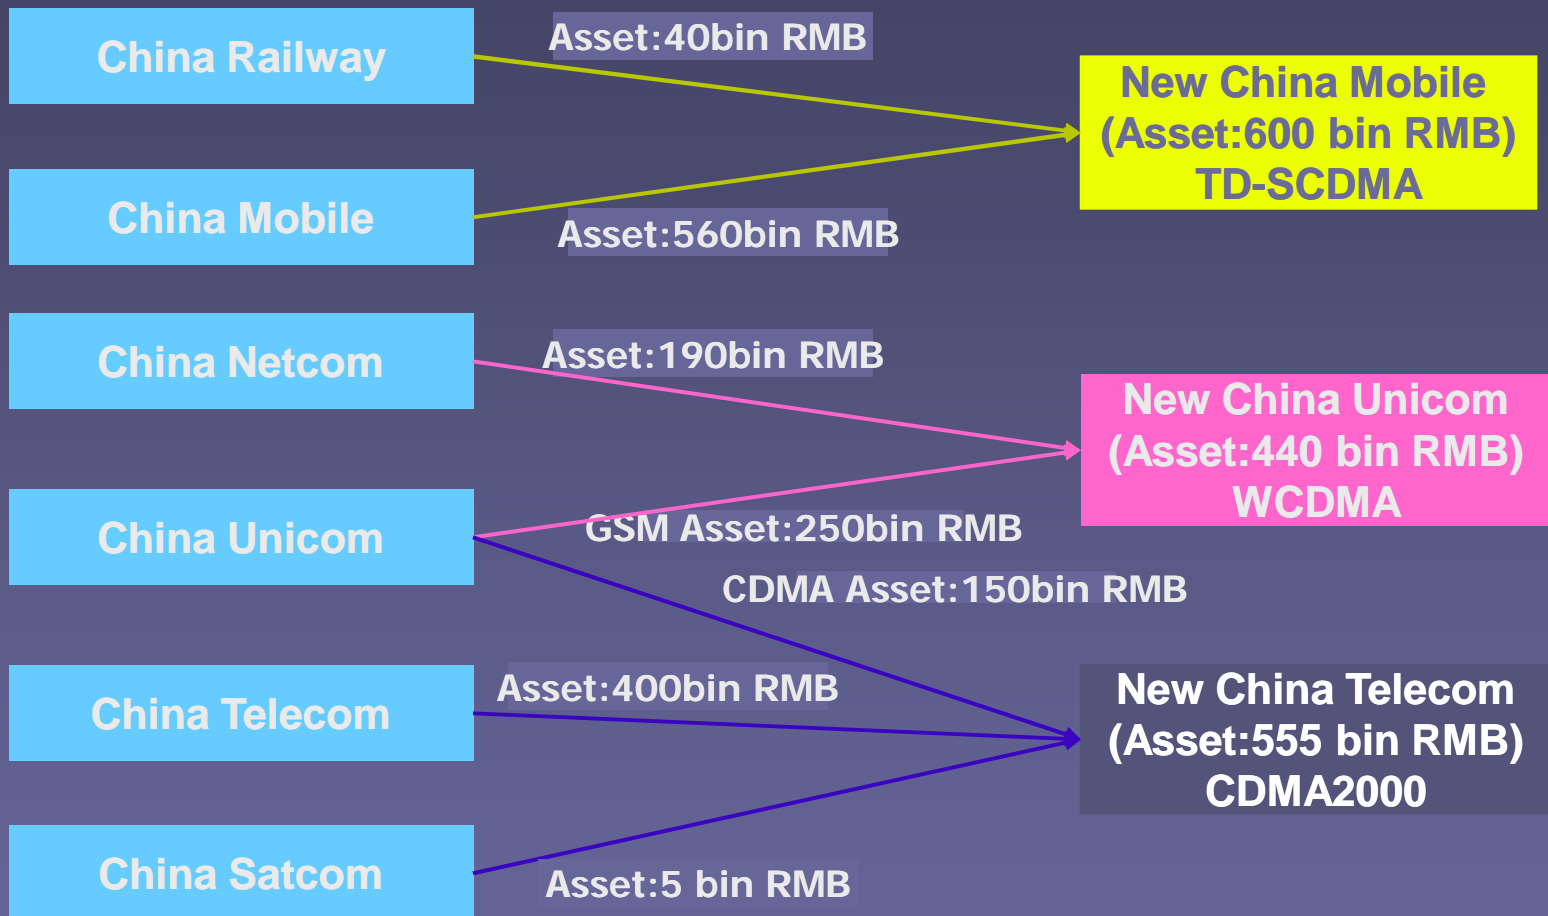 China Railway
Asset:40bin RMB
New China Mobile
(Asset:600 bin RMB)
TD-SCDMA
China Mobile
Asset:560bin RMB
China Netcom
Asset:190bin RMB
New China Unicom
(Asset:440 bin RMB)
WCDMA
China Unicom
GSM Asset:250bin RMB
CDMA Asset:150bin RMB
China Telecom
Asset:400bin RMB
New China Telecom
(Asset:555 bin RMB)
CDMA2000
China Satcom
Asset:5 bin RMB